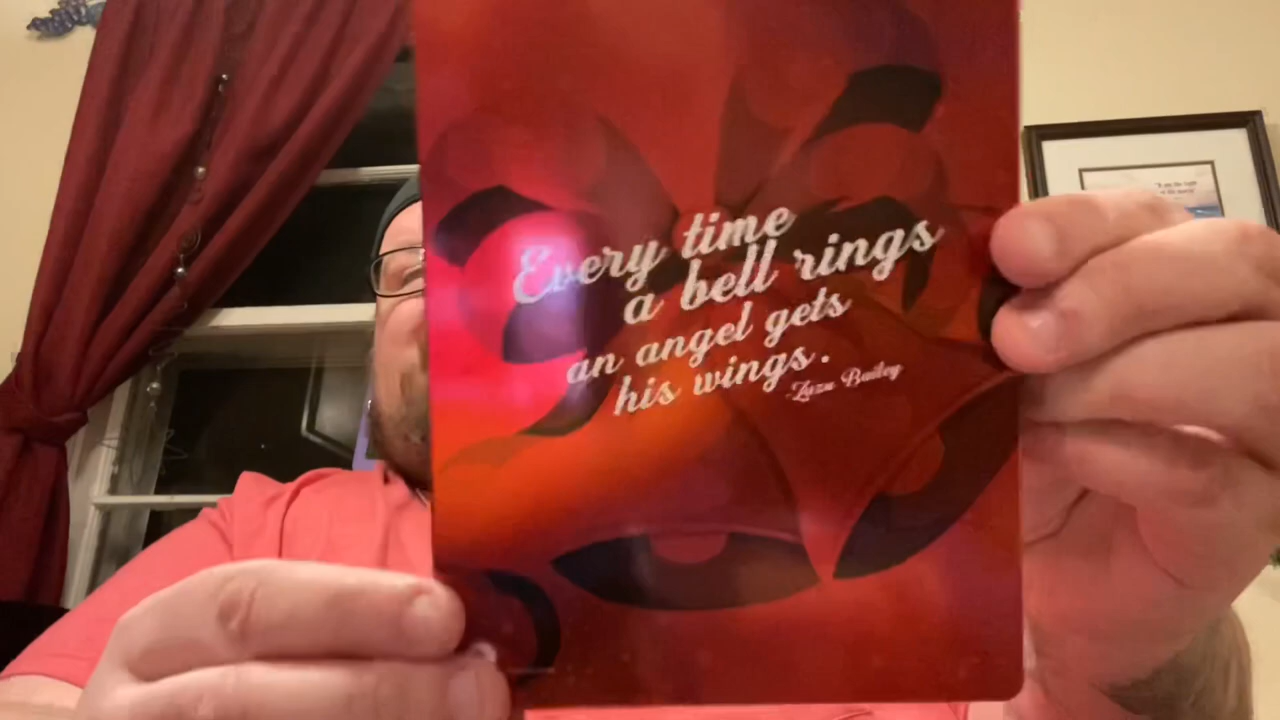 Every time
a bell rings
an angel gets
his wings.
-Zuzu Bailey